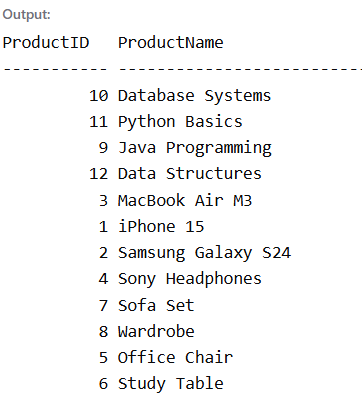 Output:
ProductID ProductName
----------- -------------------------
10 Database Systems
11 Python Basics
9 Java Programming
12 Data Structures
3 MacBook Air M3
1 iPhone 15
2 Samsung Galaxy S24
4 Sony Headphones
7 Sofa Set
8 Wardrobe
5 Office Chair
6 Study Table